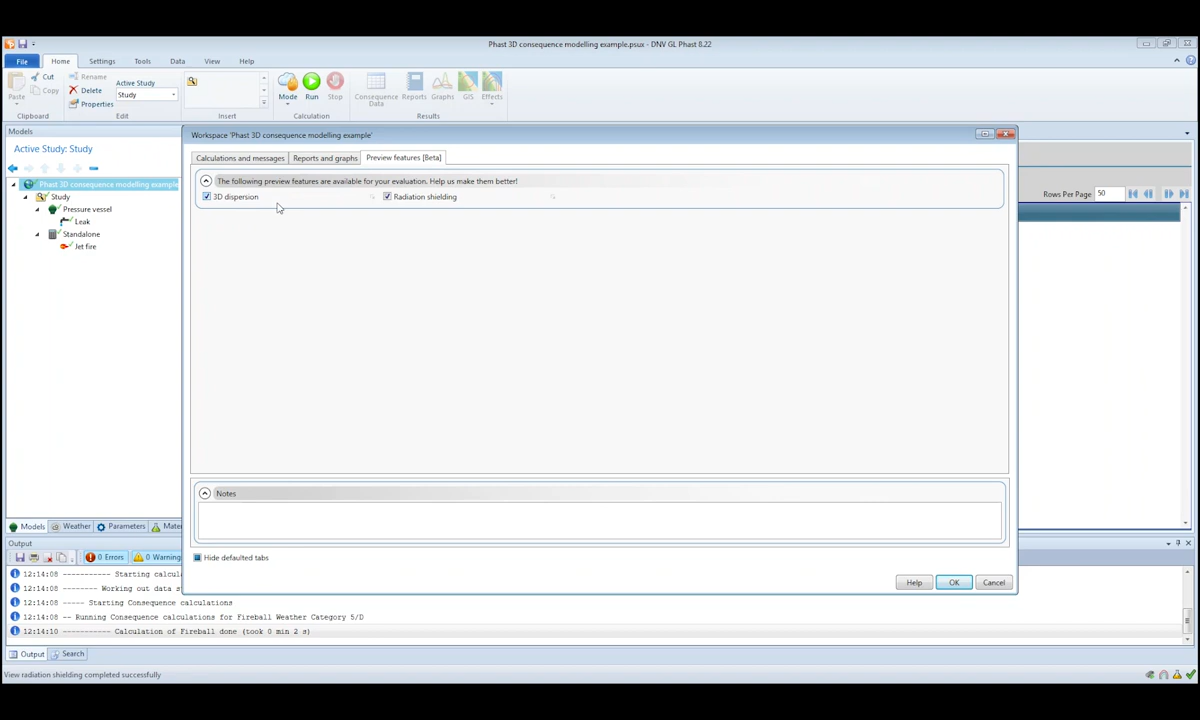 Phast 3D consequence modelling example.psux - DNV GL Phast 8.22
File Home Settings Tools Data View Help
Paste
Cut
Copy
Clipboard
Rename
Delete
Properties
Active Study
Study
Edit
Insert
Mode Run Stop
Calculation
Consequence Data Reports Graphs GIS Effects
Results
Models
Active Study: Study
Phast 3D consequence modelling example
Study
Pressure vessel
Leak
Standalone
Jet fire
Models Weather Parameters Mater
Workspace 'Phast 3D consequence modelling example'
Calculations and messages Reports and graphs Preview features [Beta]
The following preview features are available for your evaluation. Help us make them better!
3D dispersion Radiation shielding
Notes
Hide defaulted tabs
Help OK Cancel
Rows Per Page 50
Output
0 Errors 0 Warning
12:14:08 ----------- Starting calcul
12:14:08 -------- Working out data s
12:14:08 ----- Starting Consequence calculations
12:14:08 -- Running Consequence calculations for Fireball Weather Category 5/D
12:14:10 ----------- Calculation of Fireball done (took 0 min 2 s)
Output Search
View radiation shielding completed successfully